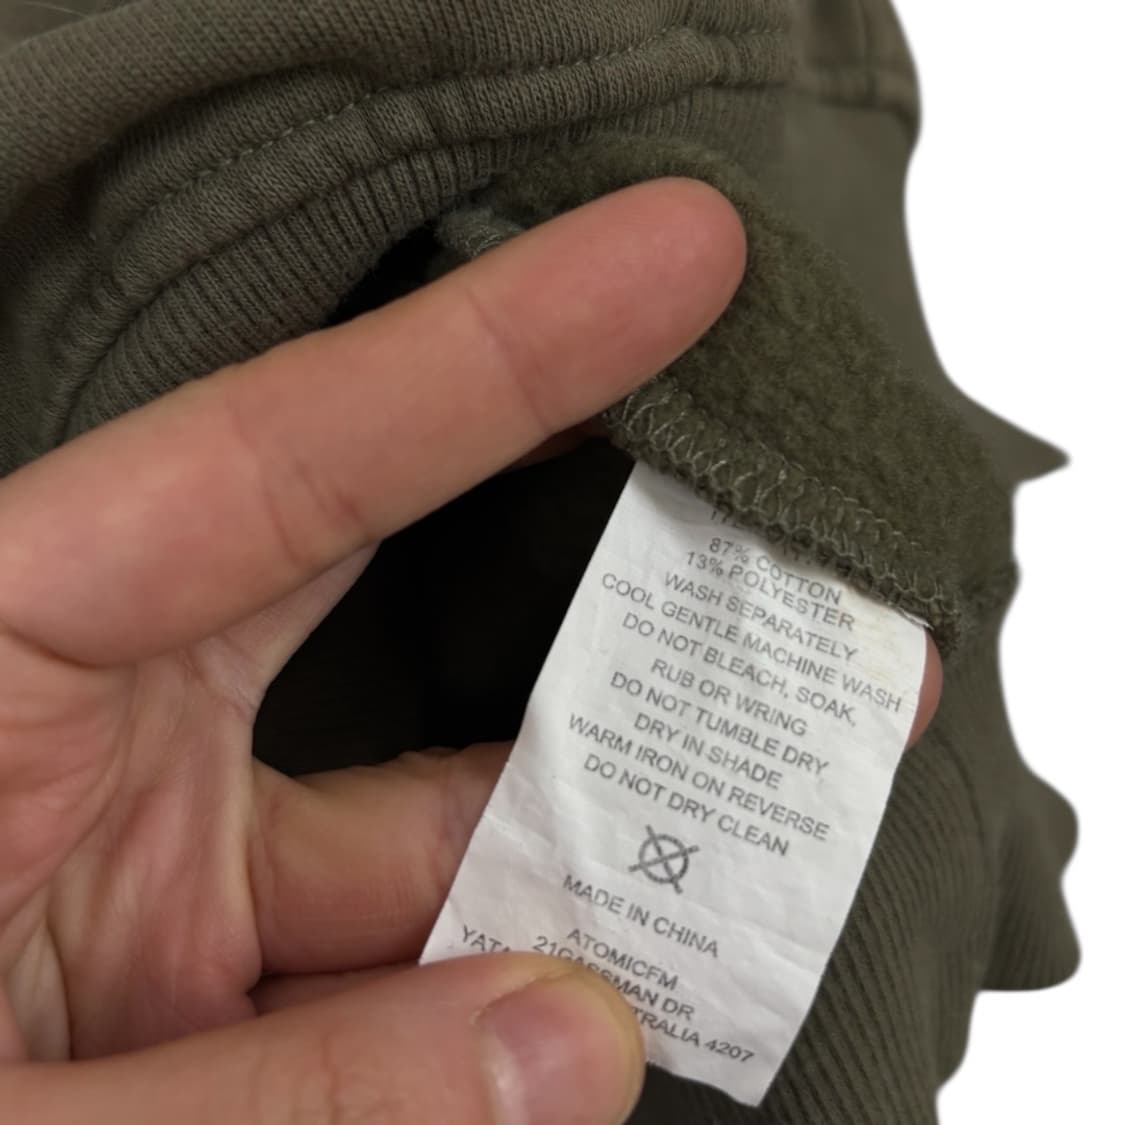 87% COTTON
13% POLYESTER
WASH SEPARATELY
COOL GENTLE MACHINE WASH
DO NOT BLEACH, SOAK,
RUB OR WRING
DO NOT TUMBLE DRY
DRY IN SHADE
WARM IRON ON REVERSE
DO NOT DRY CLEAN
MADE IN CHINA
ATOMICFM
21GASSMAN DR
4207